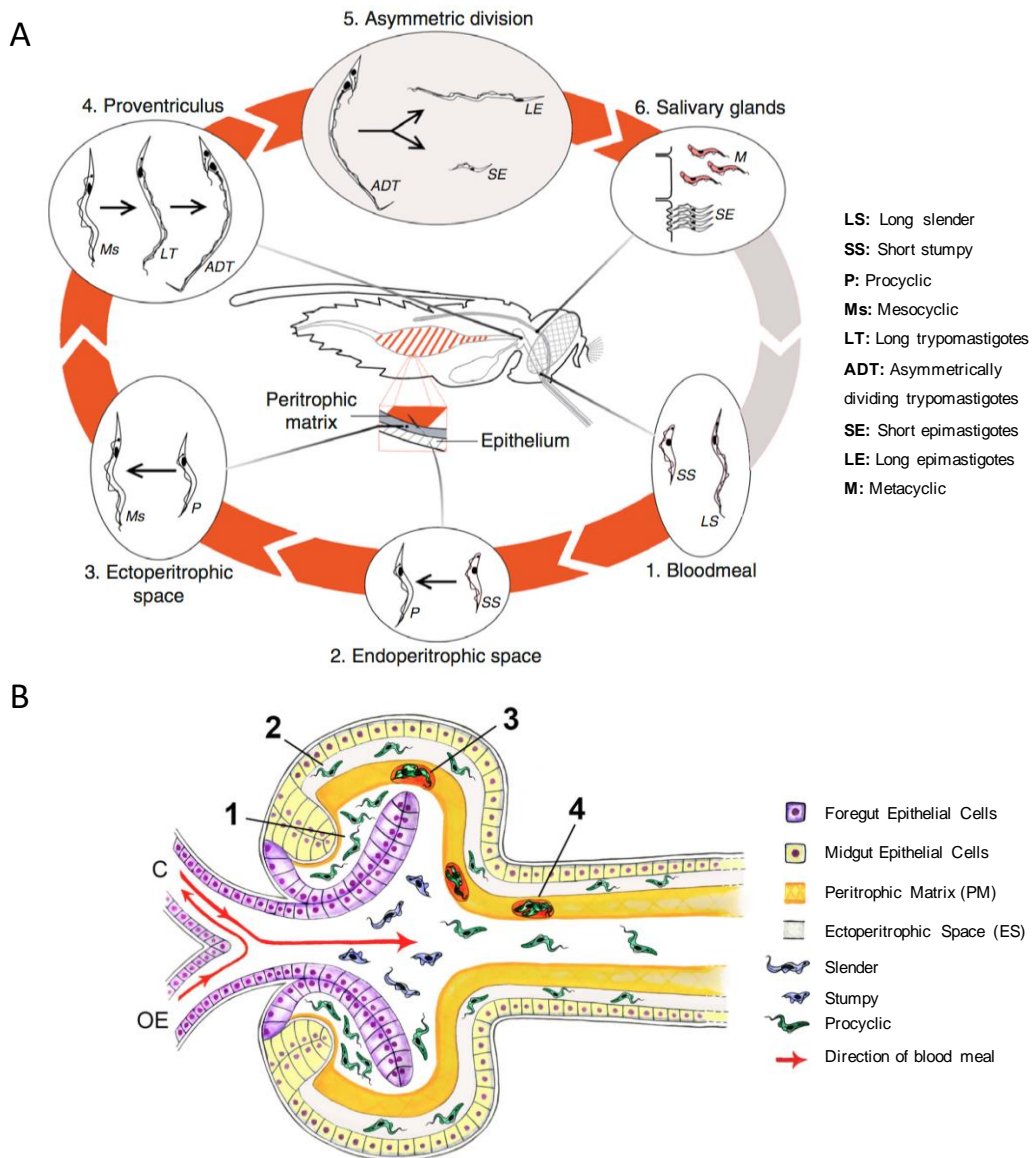 A
5. Asymmetric division
LE
ADT
SE
4. Proventriculus
Ms
LT
ADT
6. Salivary glands
M
SE
Peritrophic
matrix
Epithelium
Ms
P
3. Ectoperitrophic
space
P
SS
2. Endoperitrophic space
SS
LS
1. Bloodmeal
LS: Long slender
SS: Short stumpy
P: Procyclic
Ms: Mesocyclic
LT: Long trypomastigotes
ADT: Asymmetrically
dividing trypomastigotes
SE: Short epimastigotes
LE: Long epimastigotes
M: Metacyclic
B
2
3
1
4
C
OE
Foregut Epithelial Cells
Midgut Epithelial Cells
Peritrophic Matrix (PM)
Ectoperitrophic Space (ES)
Slender
Stumpy
Procyclic
Direction of blood meal